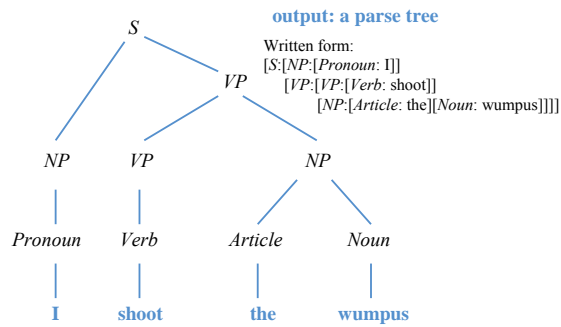 output: a parse tree
S
Written form:
[S:[NP:[Pronoun: I]]
[VP:[VP:[Verb: shoot]]
[NP:[Article: the][Noun: wumpus]]]]
VP
NP VP NP
Pronoun Verb Article Noun
I shoot the wumpus